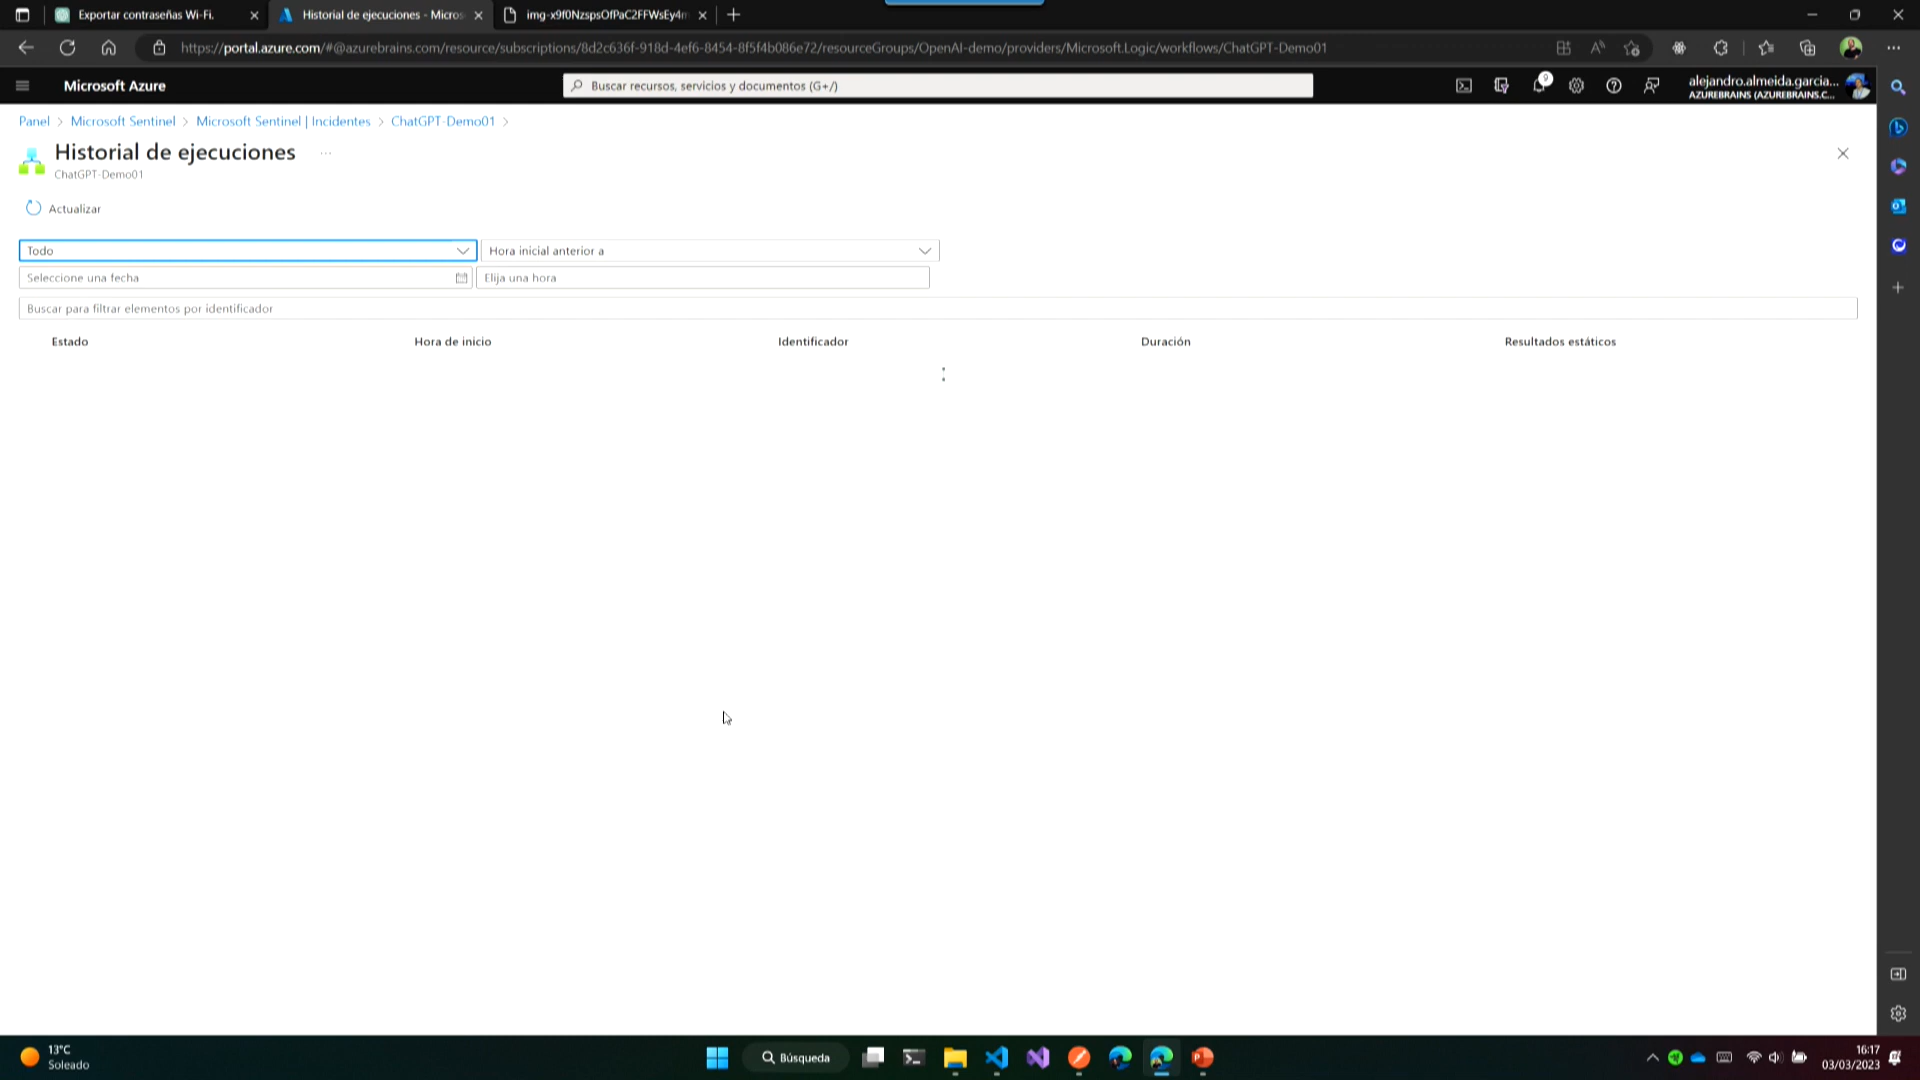 Exportar contraseñas Wi-Fi.
Historial de ejecuciones - Micros
img-x9f0NzspsOfPaC2FFWsEy4m
https://portal.azure.com/#@azurebrains.com/resource/subscriptions/8d2c636f-918d-4ef6-8454-8f5f4b086e72/resourceGroups/OpenAI-demo/providers/Microsoft.Logic/workflows/ChatGPT-Demo01
Microsoft Azure
Buscar recursos, servicios y documentos (G+/)
9
alejandro.almeida.garcia...
AZUREBRAINS (AZUREBRAINS.C...
Panel > Microsoft Sentinel > Microsoft Sentinel | Incidentes > ChatGPT-Demo01 >
Historial de ejecuciones ...
ChatGPT-Demo01
Actualizar
Todo
Hora inicial anterior a
Seleccione una fecha
Elija una hora
Buscar para filtrar elementos por identificador
Estado Hora de inicio Identificador Duración Resultados estáticos
13°C
Soleado
Búsqueda
16:17
03/03/2023